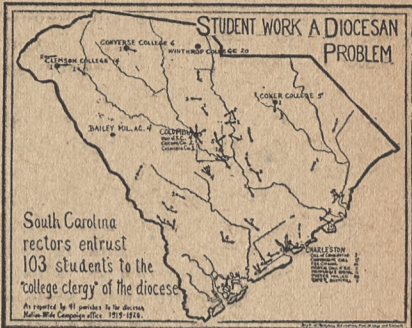 STUDENT WORK A DIOCESAN
PROBLEM
CONVERSE COLLEGE 6
WINTHROP COLLEGE 20
CLEMSON COLLEGE 14
COKER COLLEGE 5
BAILEY MIL. AC. 4
COLUMBIA
CHARLESTON
South Carolina
rectors entrust
103 students to the
"college clergy" of the diocese
As reported by 41 parishes to the diocesan
Nation-Wide Campaign office 1919-1920.